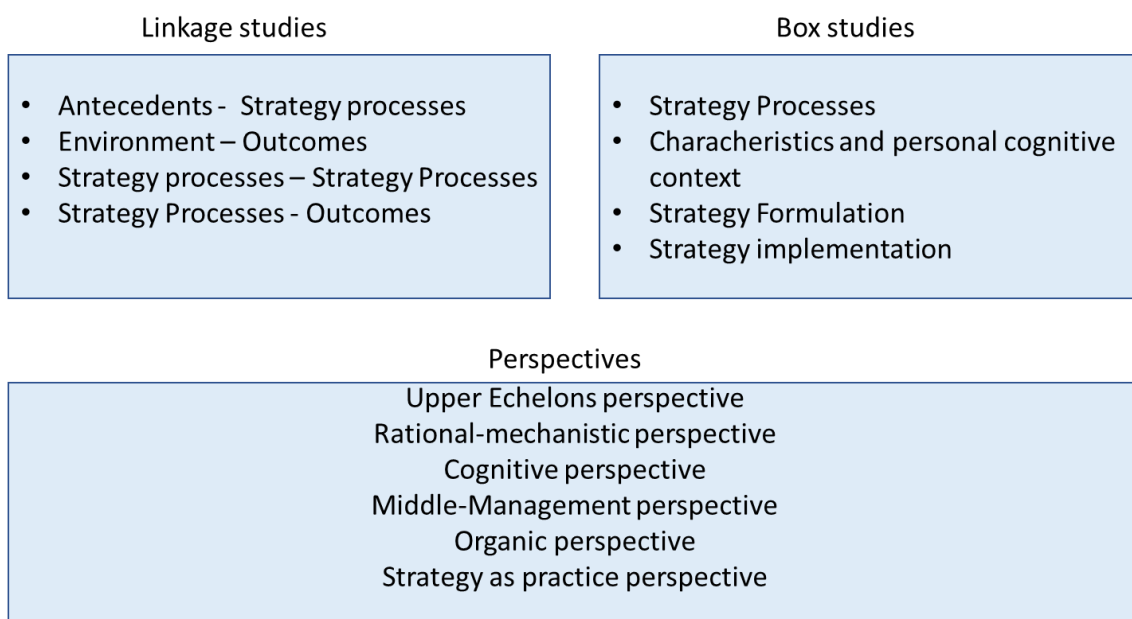 Linkage studies
• Antecedents - Strategy processes
• Environment – Outcomes
• Strategy processes – Strategy Processes
• Strategy Processes - Outcomes
Box studies
• Strategy Processes
• Characheristics and personal cognitive
context
• Strategy Formulation
• Strategy implementation
Perspectives
Upper Echelons perspective
Rational-mechanistic perspective
Cognitive perspective
Middle-Management perspective
Organic perspective
Strategy as practice perspective